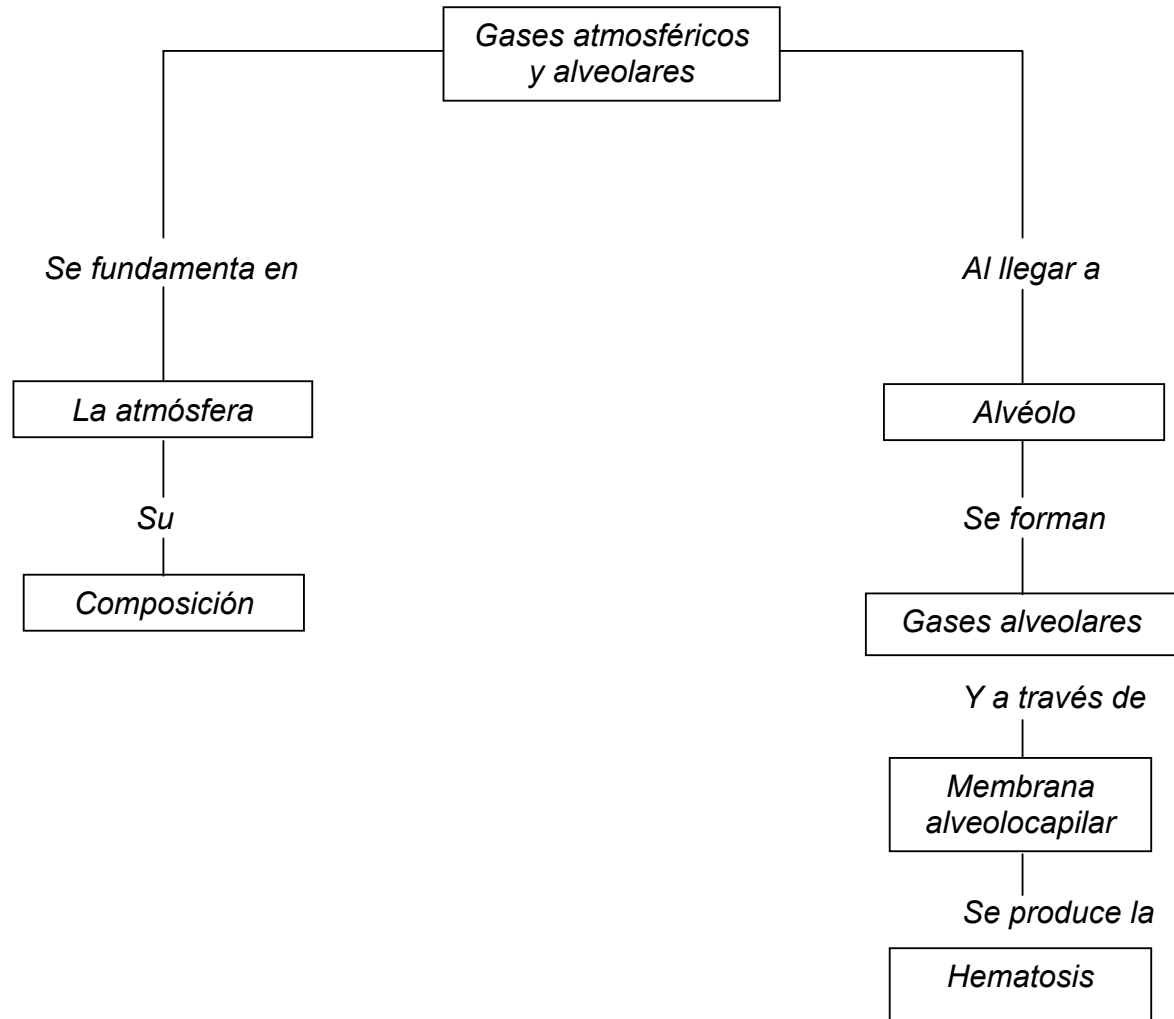 Gases atmosféricos
y alveolares
Se fundamenta en
Al llegar a
La atmósfera
Alvéolo
Su
Se forman
Composición
Gases alveolares
Y a través de
Membrana
alveolocapilar
Se produce la
Hematosis